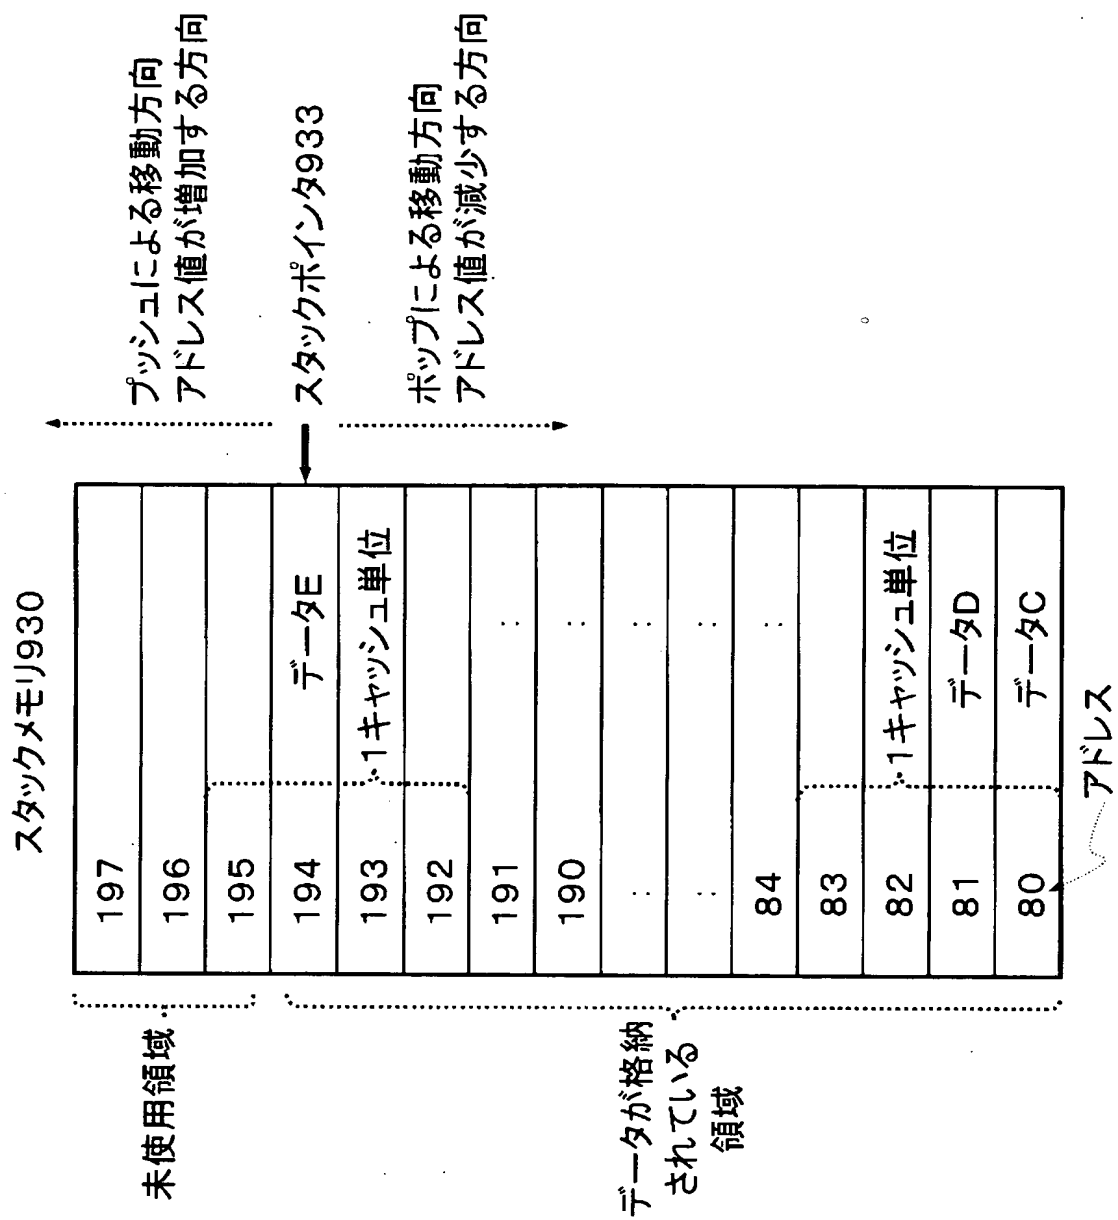 スタックメモリ930
197
196
195
194 データE
193 1キャッシュ単位
192
191 ‥
190 ‥
‥ ‥
‥ ‥
84 ‥
83
82 1キャッシュ単位
81 データD
80 データC
アドレス
プッシュによる移動方向
アドレス値が増加する方向
スタックポインタ933
ポップによる移動方向
アドレス値が減少する方向
未使用領域
データが格納
されている
領域